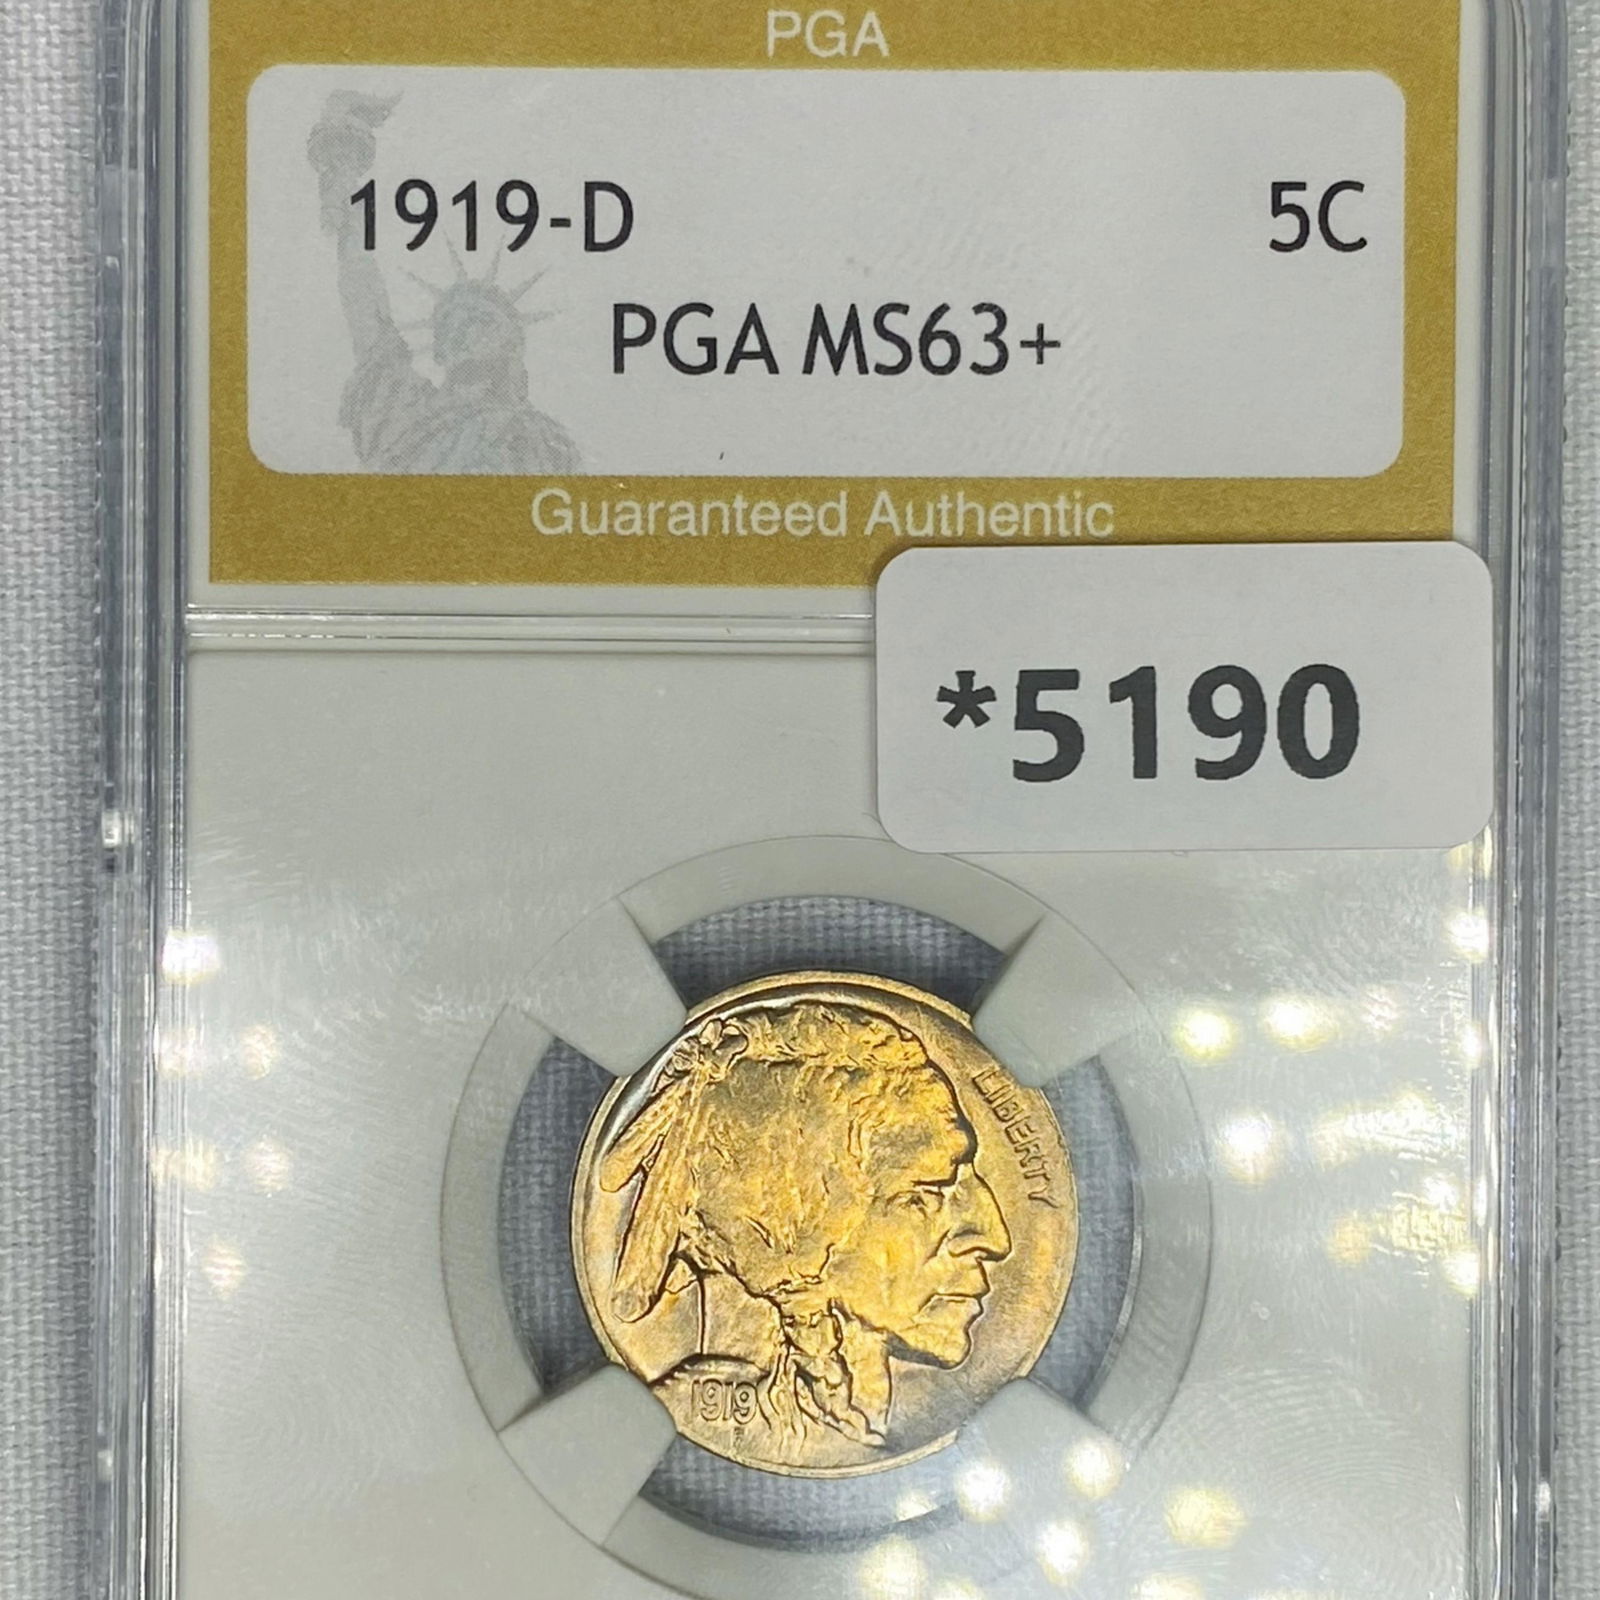 PGA
1919-D 5C
PGA MS63+
Guaranteed Authentic
*5190
LIBERTY
1919
F